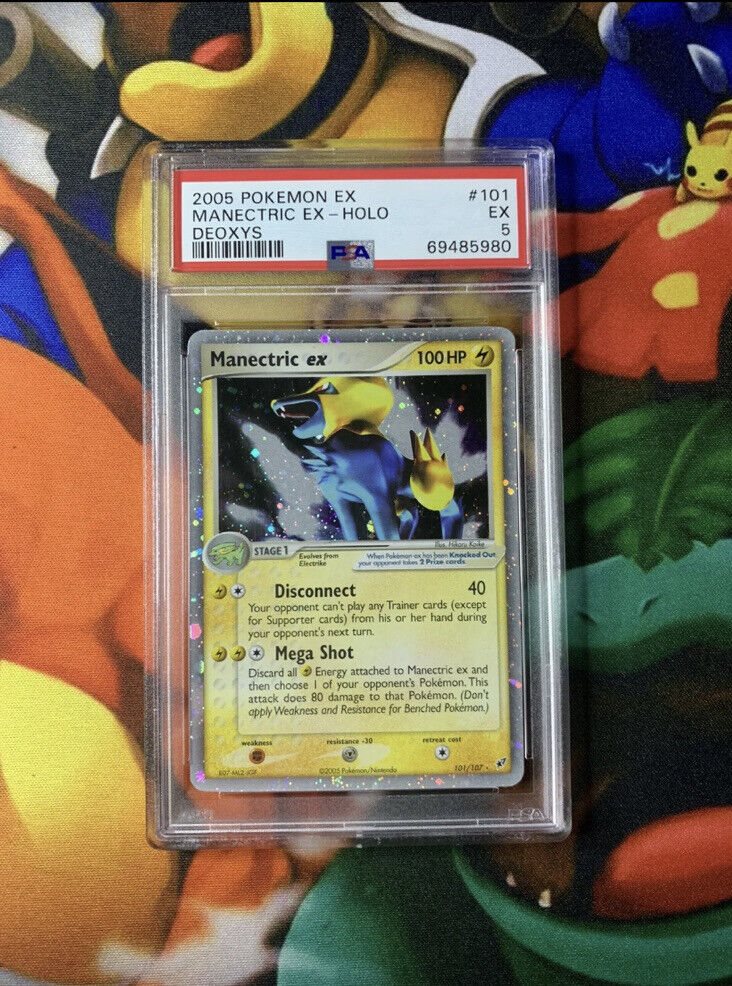 2005 POKEMON EX #101
MANECTRIC EX - HOLO EX
DEOXYS 5
PSA 69485980
Manectric ex 100 HP
Illus. Hikaru Koike
STAGE 1 Evolves from
Electrike
When Pokémon-ex has been Knocked Out,
your opponent takes 2 Prize cards.
Disconnect 40
Your opponent can't play any Trainer cards (except
for Supporter cards) from his or her hand during
your opponent's next turn.
Mega Shot
Discard all Energy attached to Manectric ex and
then choose 1 of your opponent's Pokémon. This
attack does 80 damage to that Pokémon. (Don't
apply Weakness and Resistance for Benched Pokémon.)
weakness resistance -30 retreat cost
©2005 Pokémon/Nintendo 101/107
PSA